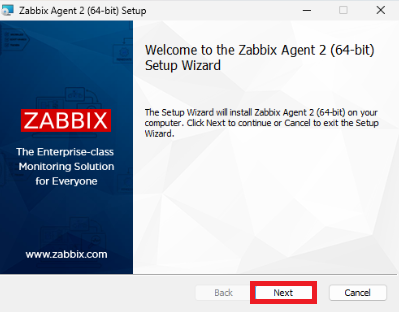 Zabbix Agent 2 (64-bit) Setup
Welcome to the Zabbix Agent 2 (64-bit)
Setup Wizard
The Setup Wizard will install Zabbix Agent 2 (64-bit) on your
computer. Click Next to continue or Cancel to exit the Setup
Wizard.
ZABBIX
The Enterprise-class
Monitoring Solution
for Everyone
www.zabbix.com
Back
Next
Cancel